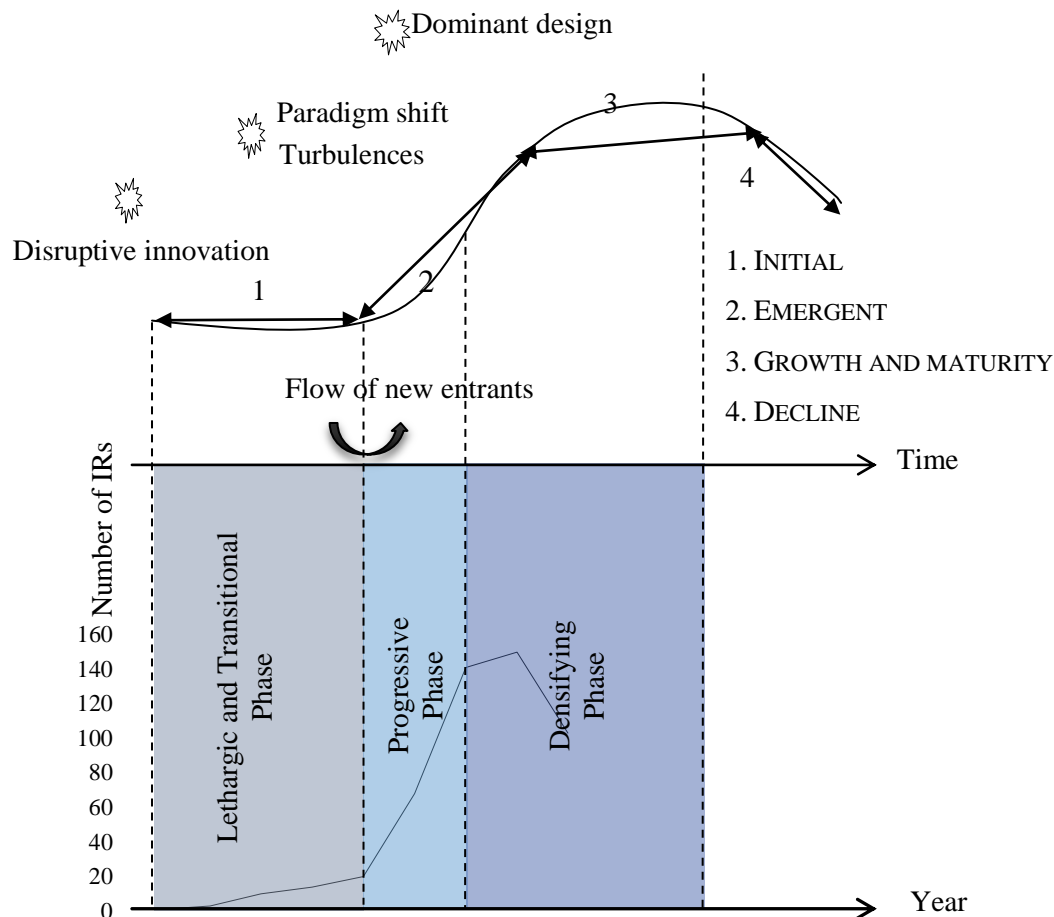 Dominant design
Paradigm shift
Turbulences
Disruptive innovation
1
2
3
4
1. INITIAL
2. EMERGENT
3. GROWTH AND MATURITY
4. DECLINE
Flow of new entrants
Time
Number of IRs
160
140
120
100
80
60
40
20
0
Lethargic and Transitional
Phase
Progressive
Phase
Densifying
Phase
Year